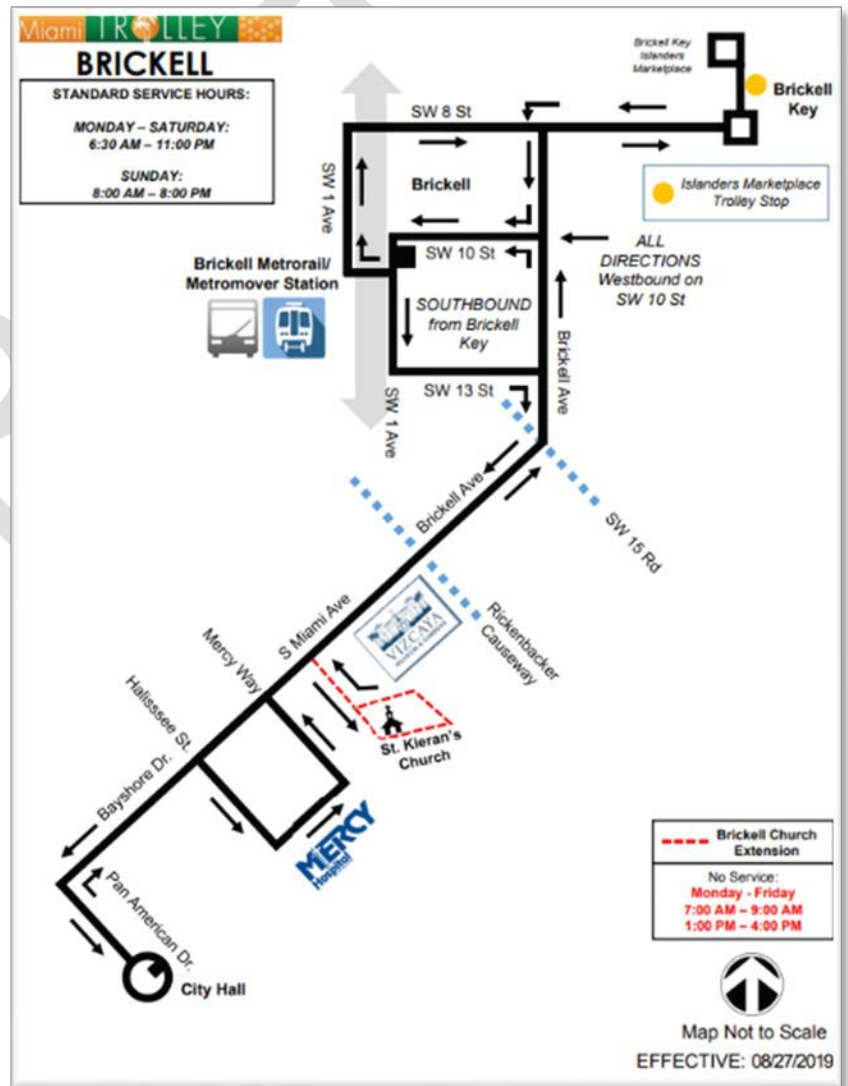 Miami TROLLEY
BRICKELL
STANDARD SERVICE HOURS:
MONDAY – SATURDAY:
6:30 AM – 11:00 PM
SUNDAY:
8:00 AM – 8:00 PM
Brickell Key
Islanders
Marketplace
Brickell
Key
SW 8 St
SW 1 Ave
Brickell
Islanders Marketplace
Trolley Stop
Brickell Metrorail/
Metromover Station
SW 10 St
ALL
DIRECTIONS
Westbound on
SW 10 St
SOUTHBOUND
from Brickell
Key
Brickell Ave
SW 13 St
SW 1 Ave
Brickell Ave
SW 15 Rd
Rickenbacker
Causeway
VIZCAYA
MUSEUM & GARDENS
S Miami Ave
Mercy Way
Halisssee St.
St. Kieran's
Church
Bayshore Dr.
MERCY
Hospital
Pan American Dr.
City Hall
Brickell Church
Extension
No Service:
Monday - Friday
7:00 AM – 9:00 AM
1:00 PM – 4:00 PM
Map Not to Scale
EFFECTIVE: 08/27/2019